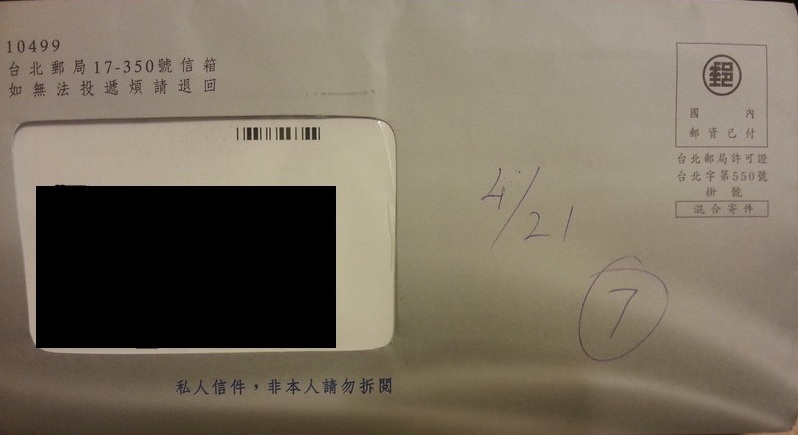 10499
台北郵局17-350號信箱
如無法投遞煩請退回
郵
國內
郵資已付
台北郵局許可證
台北字第550號
掛號
混合寄件
4/21
7
私人信件，非本人請勿拆閱